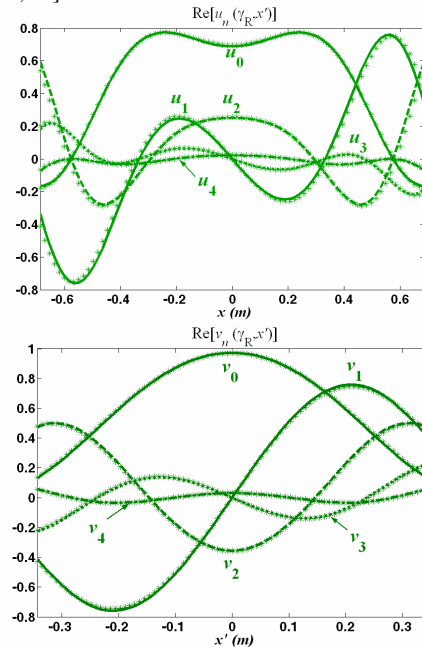 Re[u_n (γ_R,x')]
0.8
u_0
0.6
0.4
u_1 u_2
0.2
u_3
0
u_4
-0.2
-0.4
-0.6
0.8
-0.6 -0.4 -0.2 0 0.2 0.4 0.6
x (m)
Re[v_n (γ_R,x')]
1
v_0 v_1
0.8
0.6
0.4
0.2
0
-0.2
v_4 v_3
-0.4
v_2
-0.6
-0.8
-0.3 -0.2 -0.1 0 0.1 0.2 0.3
x' (m)